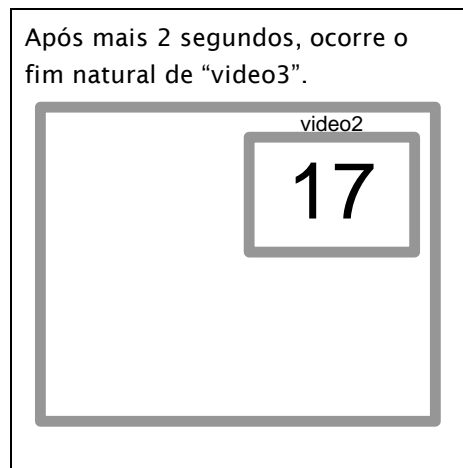 Após mais 2 segundos, ocorre o
fim natural de “video3”.
video2
17